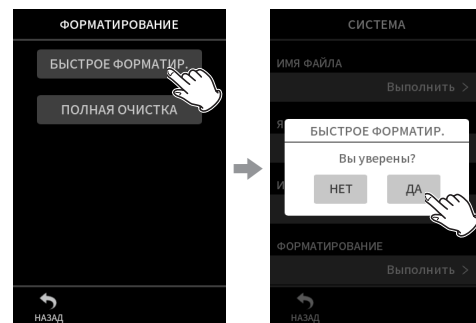 ФОРМАТИРОВАНИЕ
БЫСТРОЕ ФОРМАТИР.
ПОЛНАЯ ОЧИСТКА
НАЗАД
СИСТЕМА
ИМЯ ФАЙЛА
Выполнить >
Я
БЫСТРОЕ ФОРМАТИР.
Вы уверены?
И
НЕТ ДА
ФОРМАТИРОВАНИЕ
Выполнить >
НАЗАД